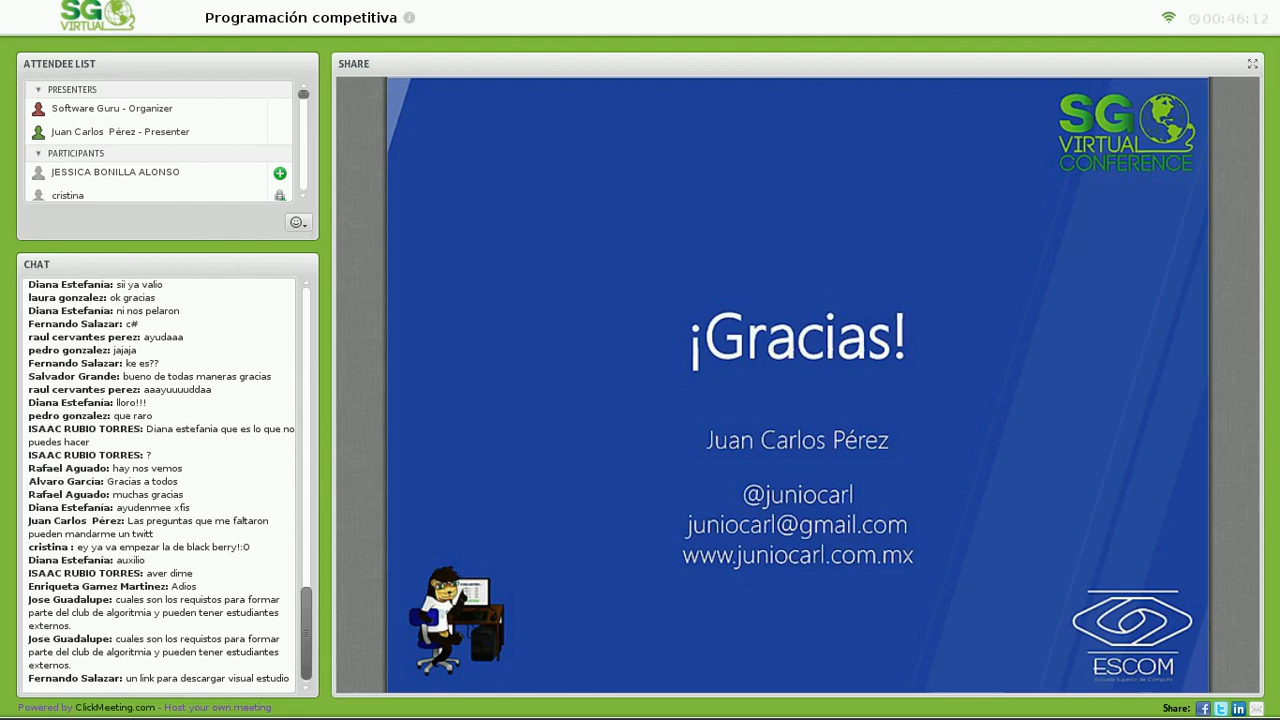 SG
VIRTUAL
Programación competitiva
00:46:12
ATTENDEE LIST
PRESENTERS
Software Guru - Organizer
Juan Carlos  Pérez - Presenter
PARTICIPANTS
JESSICA BONILLA ALONSO
cristina
CHAT
Diana Estefanía: sii ya valio
laura gonzalez: ok gracias
Diana Estefanía: ni nos pelaron
Fernando Salazar: c#
raul cervantes perez: ayudaaa
pedro gonzalez: jajaja
Fernando Salazar: ke es??
Salvador Grande: bueno de todas maneras gracias
raul cervantes perez: aaayuuuuddaa
Diana Estefanía: lloro!!!
pedro gonzalez: que raro
ISAAC RUBIO TORRES: Diana estefania que es lo que no
puedes hacer
ISAAC RUBIO TORRES: ?
Rafael Aguado: hay nos vemos
Alvaro García: Gracias a todos
Rafael Aguado: muchas gracias
Diana Estefanía: ayudenmee xfis
Juan Carlos  Pérez: Las preguntas que me faltaron
pueden mandarme un twitt
cristina : ey ya va empezar la de black berry!:O
Diana Estefanía: auxilio
ISAAC RUBIO TORRES: aver dime
Enriqueta Gamez Martinez: Adios
Jose Guadalupe: cuales son los requistos para formar
parte del club de algoritmia y pueden tener estudiantes
externos.
Jose Guadalupe: cuales son los requistos para formar
parte del club de algoritmia y pueden tener estudiantes
externos.
Fernando Salazar: un link para descargar visual estudio
SHARE
SG
VIRTUAL
CONFERENCE
¡Gracias!
Juan Carlos Pérez
@juniocarl
juniocarl@gmail.com
www.juniocarl.com.mx
ESCOM
Escuela Superior de Cómputo
Powered by ClickMeeting.com - Host your own meeting
Share: